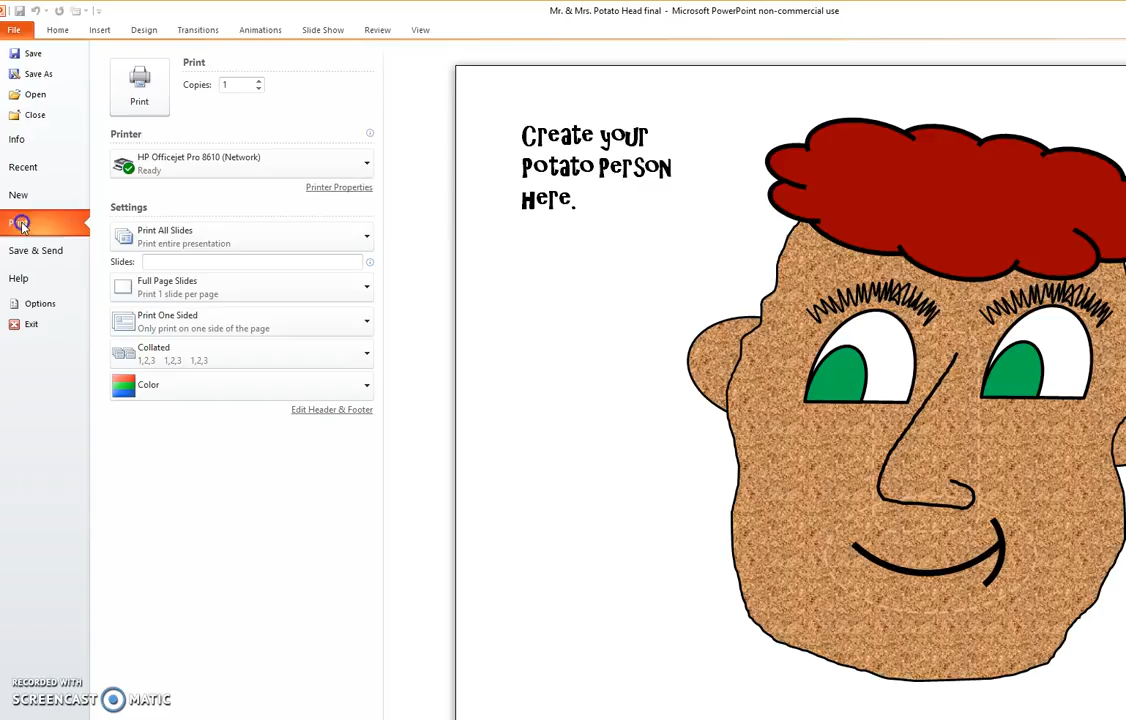 Mr. & Mrs. Potato Head final - Microsoft PowerPoint non-commercial use
File Home Insert Design Transitions Animations Slide Show Review View
Save
Save As
Open
Close
Info
Recent
New
Save & Send
Help
Options
Exit
Print
Print
Copies: 1
Printer
HP Officejet Pro 8610 (Network)
Ready
Printer Properties
Settings
Print All Slides
Print entire presentation
Slides:
Full Page Slides
Print 1 slide per page
Print One Sided
Only print on one side of the page
Collated
1,2,3 1,2,3 1,2,3
Color
Edit Header & Footer
Create your
Potato Person
Here.
RECORDED WITH
SCREENCAST MATIC